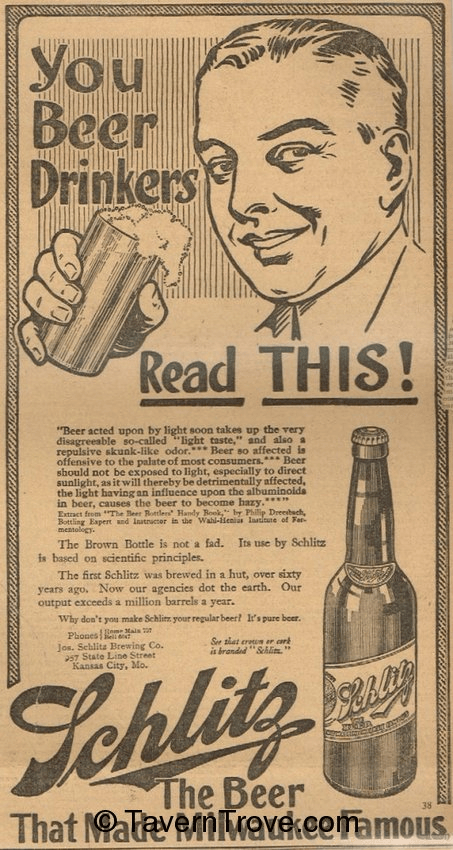 You
Beer
Drinkers
Read THIS!
"Beer acted upon by light soon takes up the very
disagreeable so-called "light taste," and also a
repulsive skunk-like odor.*** Beer so affected is
offensive to the palate of most consumers.*** Beer
should not be exposed to light, especially to direct
sunlight, as it will thereby be detrimentally affected,
the light having an influence upon the albuminoids
in beer, causes the beer to become hazy.***"
Extract from "The Beer Bottlers' Handy Book," by Philip Dreesbach,
Bottling Expert and Instructor in the Wahl-Henius Institute of Fer-
mentology.
The Brown Bottle is not a fad. Its use by Schlitz
is based on scientific principles.
The first Schlitz was brewed in a hut, over sixty
years ago. Now our agencies dot the earth. Our
output exceeds a million barrels a year.
Why don't you make Schlitz your regular beer? It's pure beer.
Phones { Home Main 707
Bell 6047
Jos. Schlitz Brewing Co.
957 State Line Street
Kansas City, Mo.
See that crown or cork
is branded "Schlitz."
Schlitz
Schlitz
The Beer
38
That Made Milwaukee Famous
© TavernTrove.com